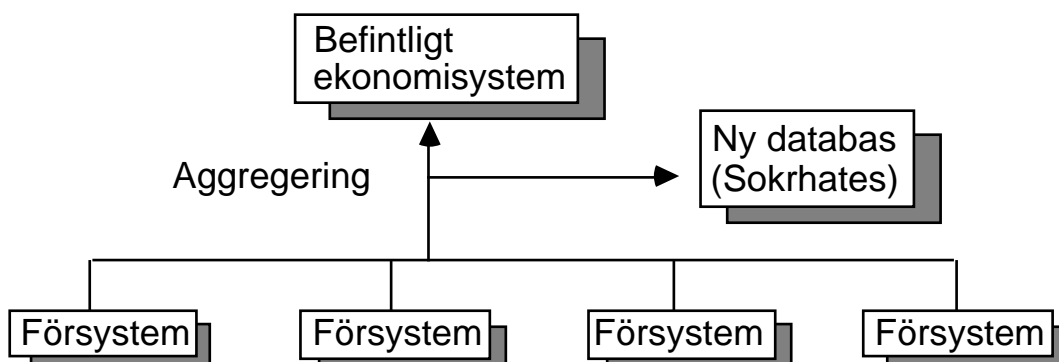 Befintligt
ekonomisystem
Ny databas
(Sokrhates)
Aggregering
Försystem
Försystem
Försystem
Försystem